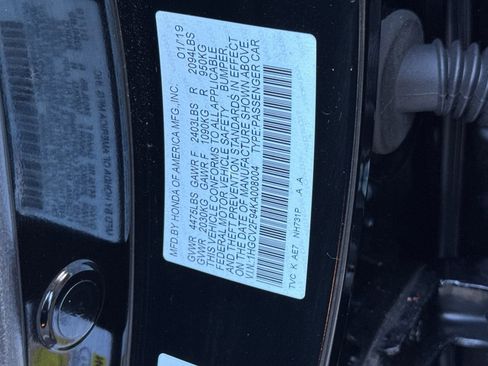 MFD.BY HONDA OF AMERICA MFG.,INC. 01/19
GVWR 4475LBS GAWR F 2403LBS R 2094LBS
GVWR 2030KG GAWR F 1090KG R 950KG
THIS VEHICLE CONFORMS TO ALL APPLICABLE
FEDERAL MOTOR VEHICLE SAFETY, BUMPER,
AND THEFT PREVENTION STANDARDS IN EFFECT
ON THE DATE OF MANUFACTURE SHOWN ABOVE.
V.I.N.:1HGCV2F94KA008004 TYPE:PASSENGER CAR
TVC K AE7 NH731P A A